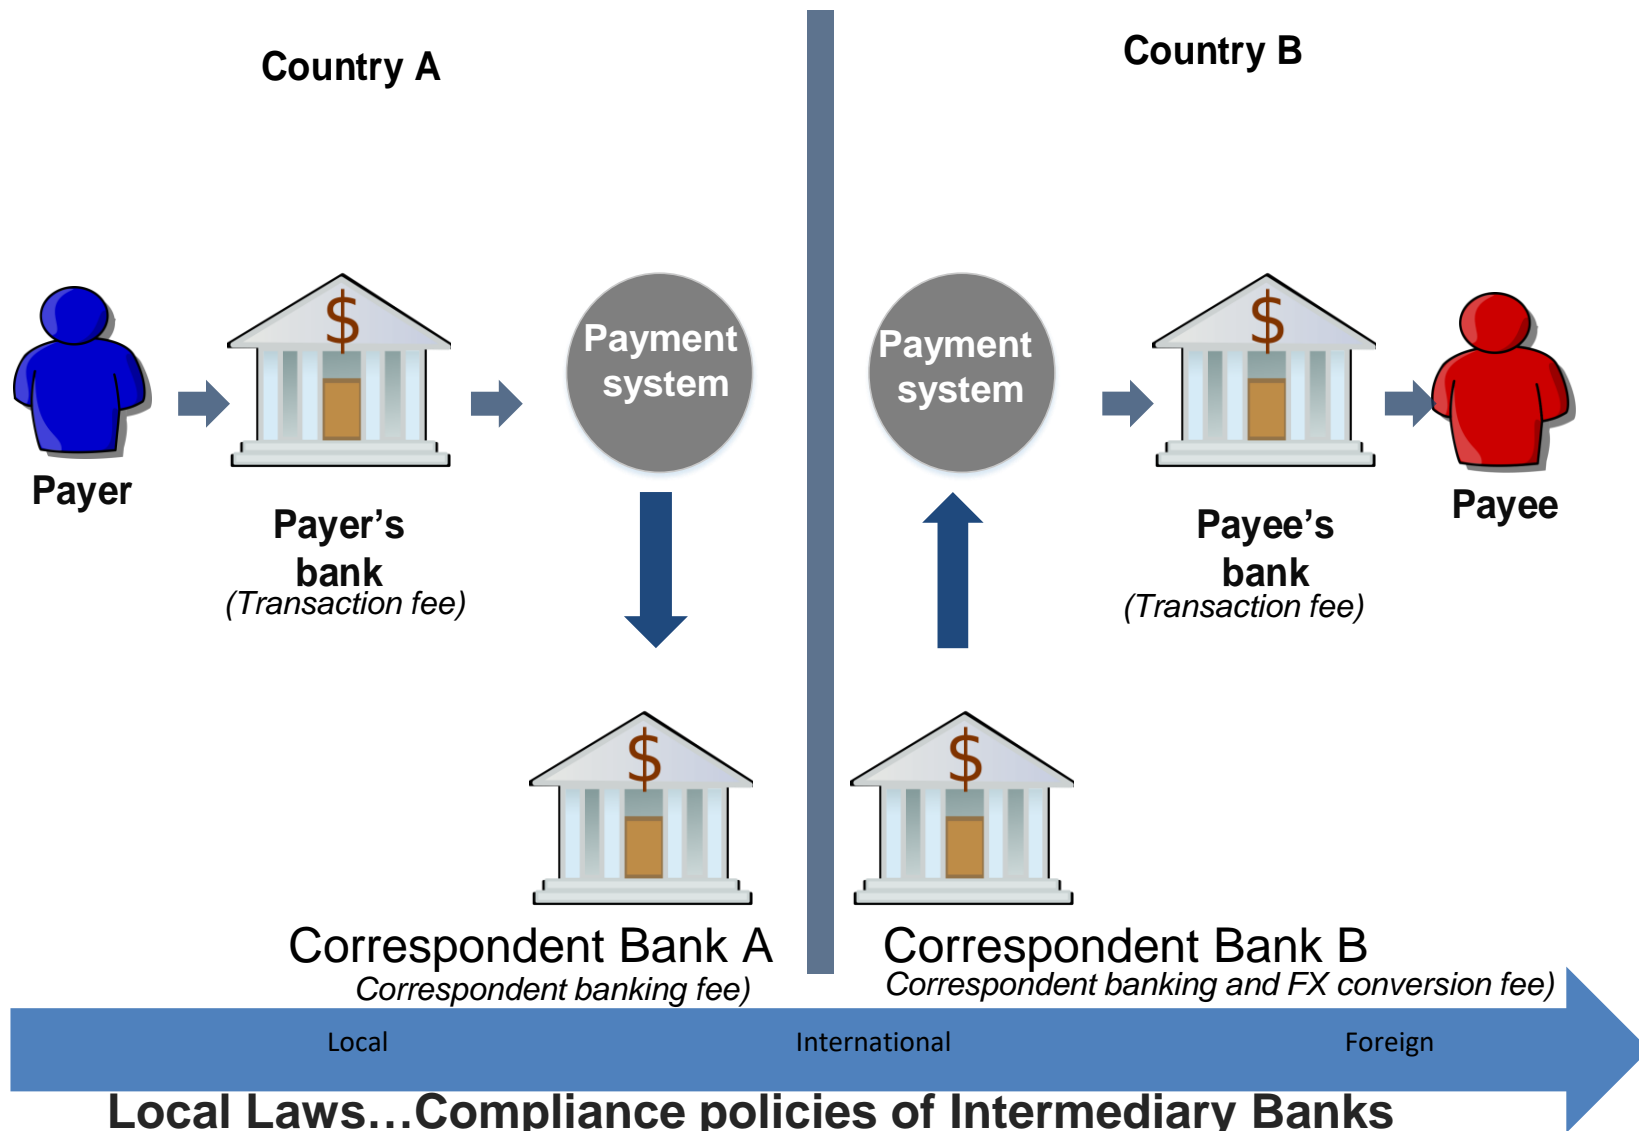 Country A
Country B
$
$
Payment
system
Payment
system
Payer
Payer’s
bank
(Transaction fee)
Payee’s
bank
(Transaction fee)
Payee
$
$
Correspondent Bank A
Correspondent banking fee)
Correspondent Bank B
Correspondent banking and FX conversion fee)
Local
International
Foreign
Local Laws…Compliance policies of Intermediary Banks